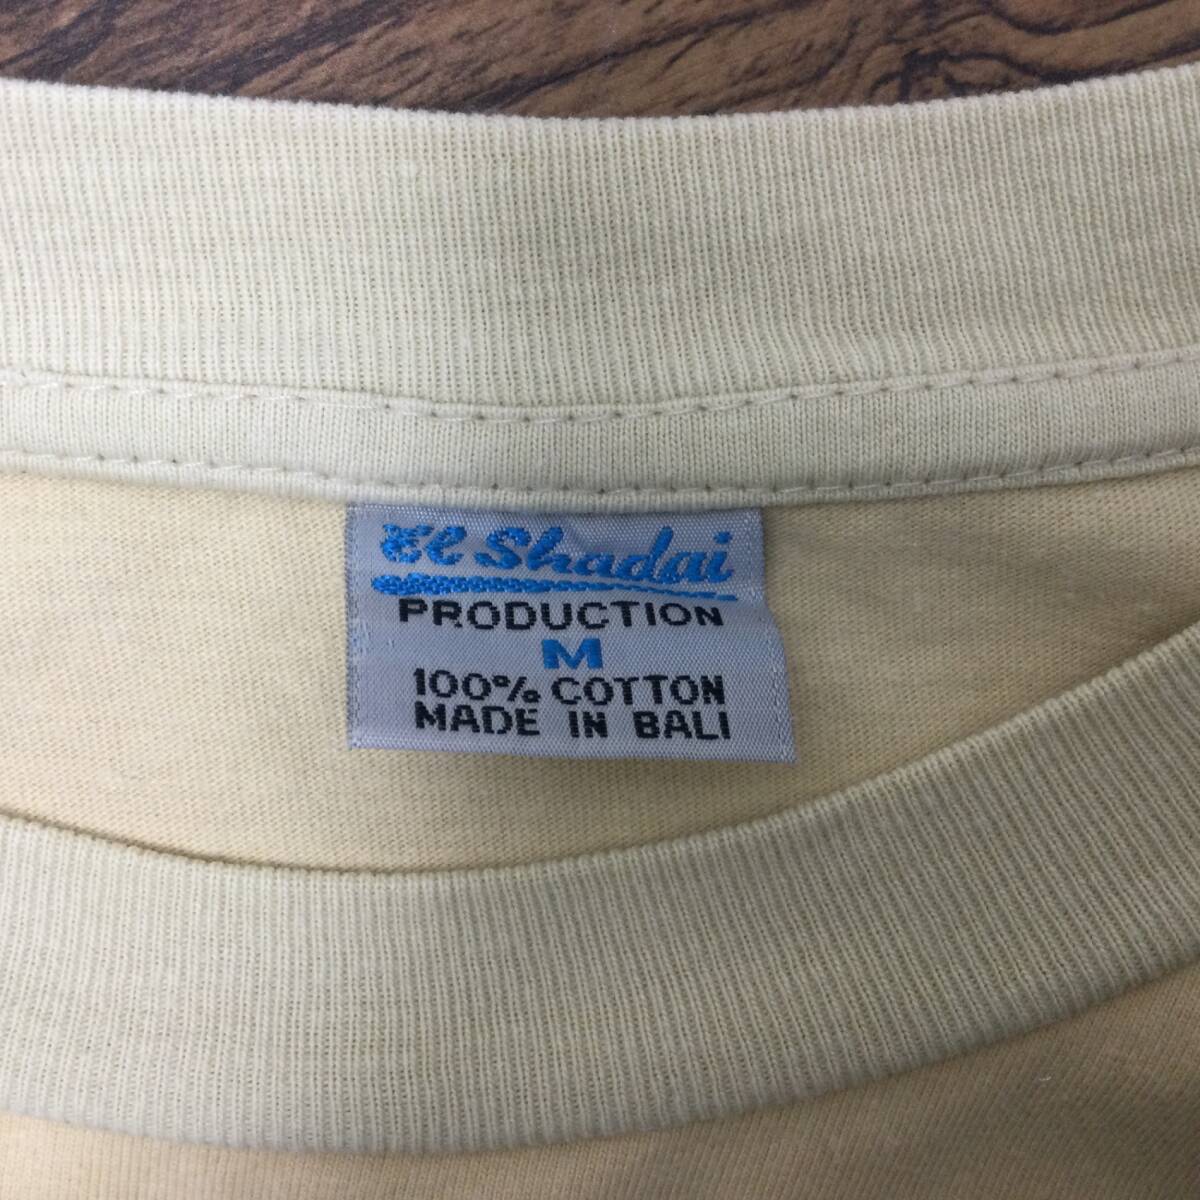 El Shadai
PRODUCTION
M
100% COTTON
MADE IN BALI